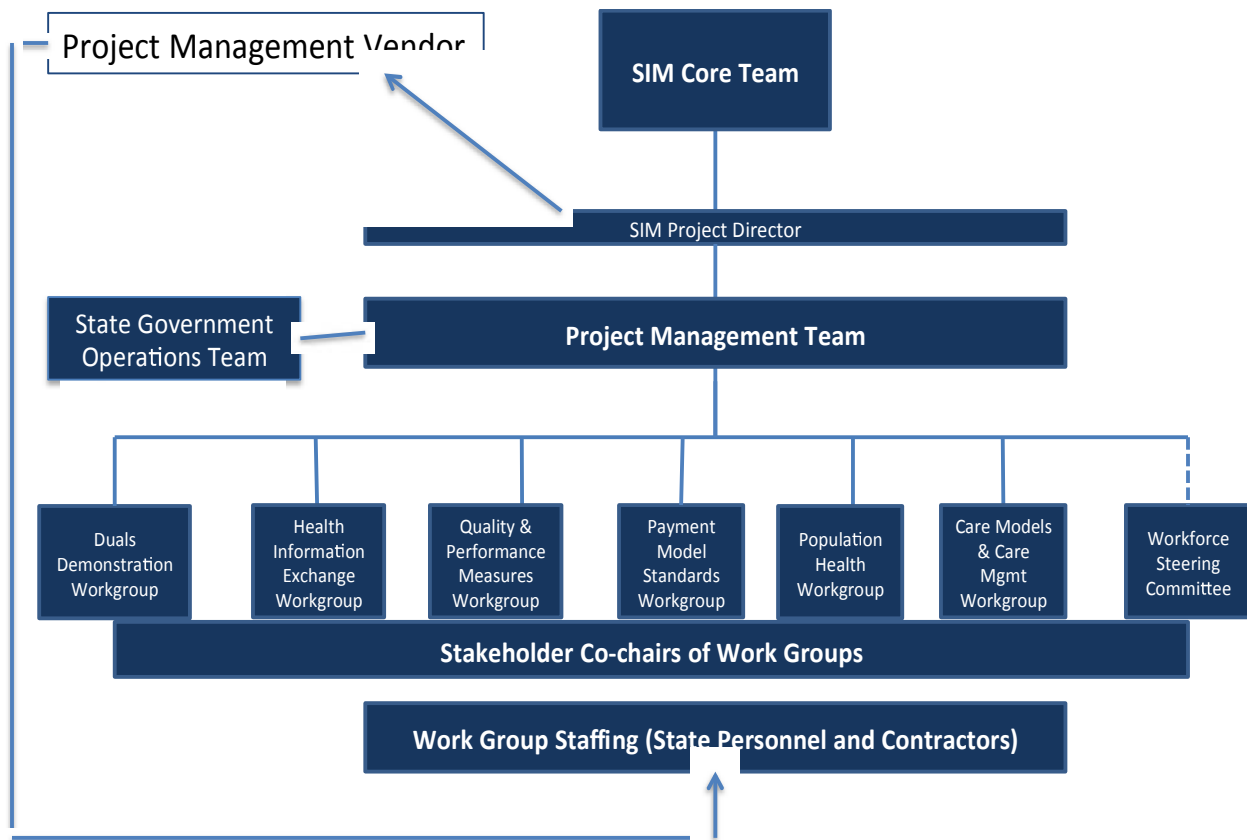 Project Management Vendor
SIM Core Team
SIM Project Director
State Government
Operations Team
Project Management Team
Duals
Demonstration
Workgroup
Health
Information
Exchange
Workgroup
Quality &
Performance
Measures
Workgroup
Payment
Model
Standards
Workgroup
Population
Health
Workgroup
Care Models
& Care
Mgmt
Workgroup
Workforce
Steering
Committee
Stakeholder Co-chairs of Work Groups
Work Group Staffing (State Personnel and Contractors)